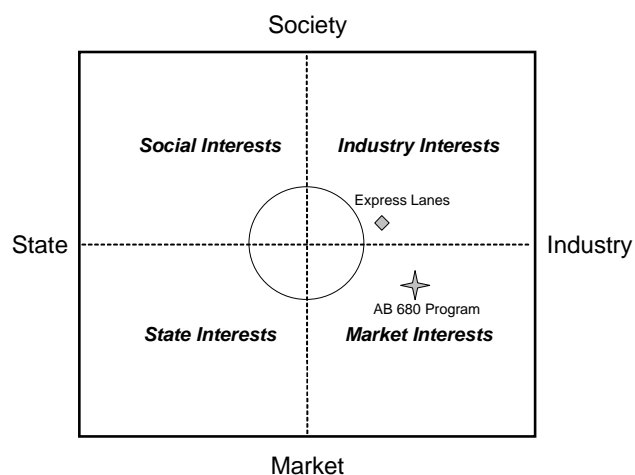 Society
Social Interests
Industry Interests
Express Lanes
State
Industry
AB 680 Program
State Interests
Market Interests
Market